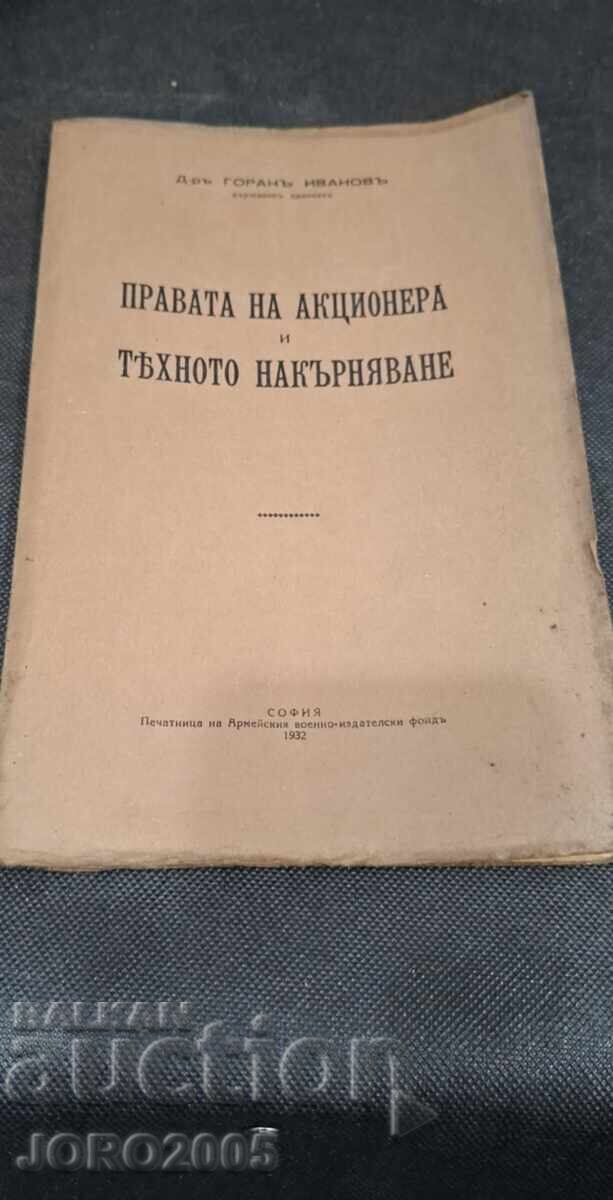 Д-ръ ГОРАНЪ ИВАНОВЪ
ПРАВАТА НА АКЦИОНЕРА
И
ТѢХНОТО НАКЪРНЯВАНЕ
СОФИЯ
Печатница на Армейския военно-издателски фондъ
1932
BALKAN
auction
JORO2005